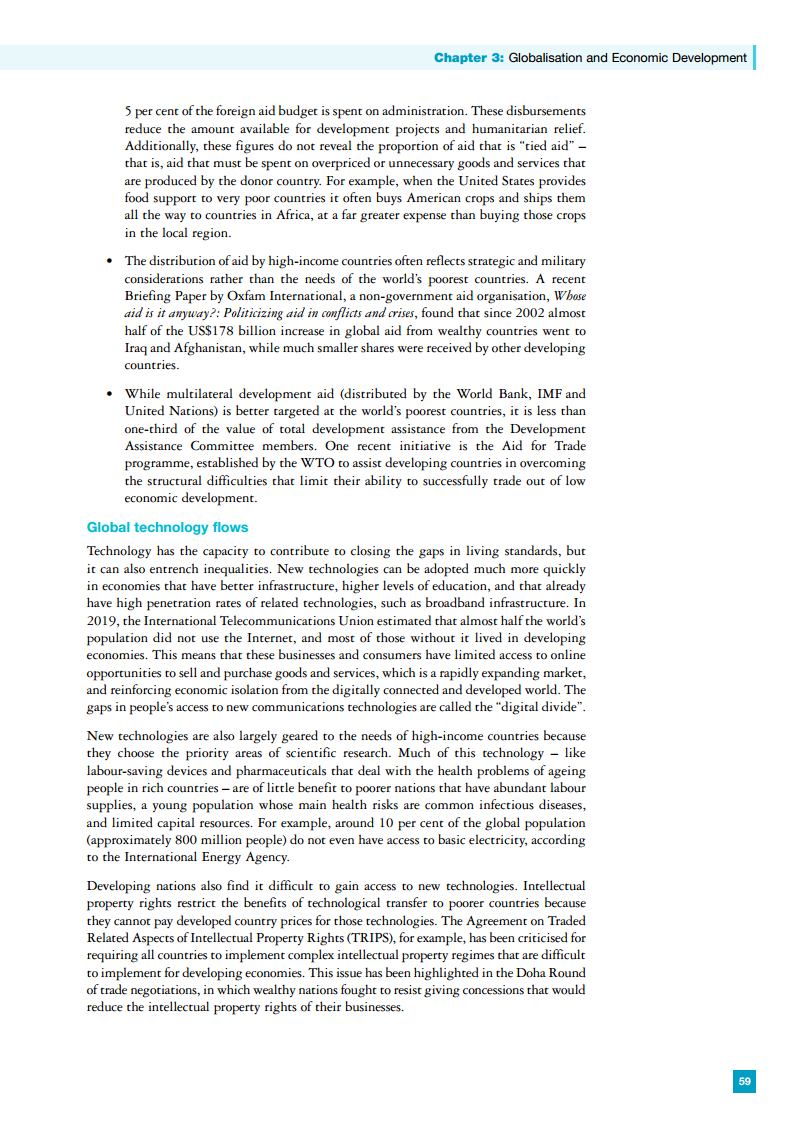 Chapter 3: Globalisation and Economic Development
5 per cent of the foreign aid budget is spent on administration. These disbursements
reduce the amount available for development projects and humanitarian relief.
Additionally, these figures do not reveal the proportion of aid that is “tied aid” –
that is, aid that must be spent on overpriced or unnecessary goods and services that
are produced by the donor country. For example, when the United States provides
food support to very poor countries it often buys American crops and ships them
all the way to countries in Africa, at a far greater expense than buying those crops
in the local region.
• The distribution of aid by high-income countries often reflects strategic and military
considerations rather than the needs of the world’s poorest countries. A recent
Briefing Paper by Oxfam International, a non-government aid organisation, Whose
aid is it anyway?: Politicizing aid in conflicts and crises, found that since 2002 almost
half of the US$178 billion increase in global aid from wealthy countries went to
Iraq and Afghanistan, while much smaller shares were received by other developing
countries.
• While multilateral development aid (distributed by the World Bank, IMF and
United Nations) is better targeted at the world’s poorest countries, it is less than
one-third of the value of total development assistance from the Development
Assistance Committee members. One recent initiative is the Aid for Trade
programme, established by the WTO to assist developing countries in overcoming
the structural difficulties that limit their ability to successfully trade out of low
economic development.
Global technology flows
Technology has the capacity to contribute to closing the gaps in living standards, but
it can also entrench inequalities. New technologies can be adopted much more quickly
in economies that have better infrastructure, higher levels of education, and that already
have high penetration rates of related technologies, such as broadband infrastructure. In
2019, the International Telecommunications Union estimated that almost half the world’s
population did not use the Internet, and most of those without it lived in developing
economies. This means that these businesses and consumers have limited access to online
opportunities to sell and purchase goods and services, which is a rapidly expanding market,
and reinforcing economic isolation from the digitally connected and developed world. The
gaps in people’s access to new communications technologies are called the “digital divide”.
New technologies are also largely geared to the needs of high-income countries because
they choose the priority areas of scientific research. Much of this technology – like
labour-saving devices and pharmaceuticals that deal with the health problems of ageing
people in rich countries – are of little benefit to poorer nations that have abundant labour
supplies, a young population whose main health risks are common infectious diseases,
and limited capital resources. For example, around 10 per cent of the global population
(approximately 800 million people) do not even have access to basic electricity, according
to the International Energy Agency.
Developing nations also find it difficult to gain access to new technologies. Intellectual
property rights restrict the benefits of technological transfer to poorer countries because
they cannot pay developed country prices for those technologies. The Agreement on Traded
Related Aspects of Intellectual Property Rights (TRIPS), for example, has been criticised for
requiring all countries to implement complex intellectual property regimes that are difficult
to implement for developing economies. This issue has been highlighted in the Doha Round
of trade negotiations, in which wealthy nations fought to resist giving concessions that would
reduce the intellectual property rights of their businesses.
59